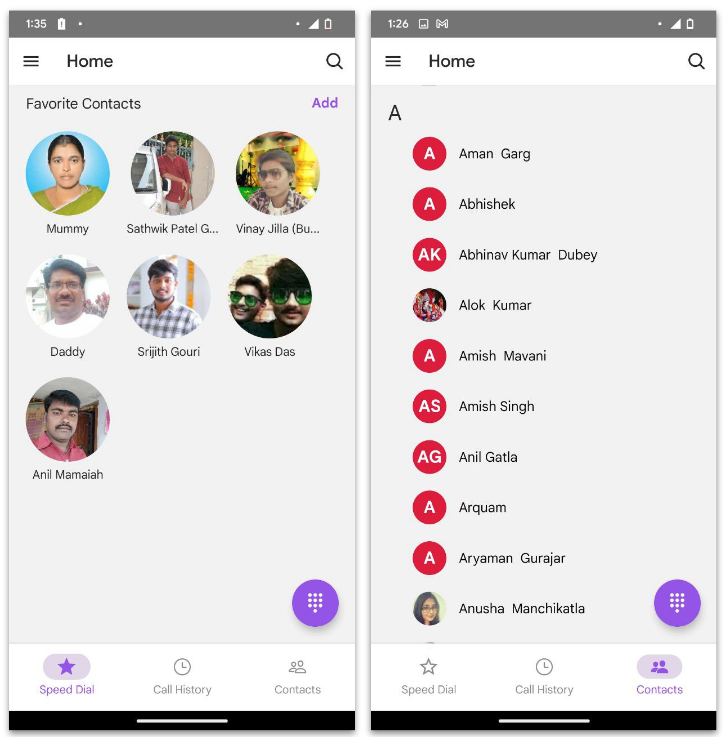 1:35
Home
Favorite Contacts Add
Mummy Sathwik Patel G... Vinay Jilla (Bu...
Daddy Srijith Gouri Vikas Das
Anil Mamaiah
Speed Dial Call History Contacts
1:26
Home
A
A Aman Garg
A Abhishek
AK Abhinav Kumar Dubey
Alok Kumar
A Amish Mavani
AS Amish Singh
AG Anil Gatla
A Arquam
A Aryaman Gurajar
Anusha Manchikatla
Speed Dial Call History Contacts